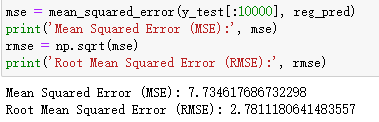 mse = mean_squared_error(y_test[:10000], reg_pred)
print('Mean Squared Error (MSE):', mse)
rmse = np.sqrt(mse)
print('Root Mean Squared Error (RMSE):', rmse)
Mean Squared Error (MSE): 7.734617686732298
Root Mean Squared Error (RMSE): 2.7811180641483557